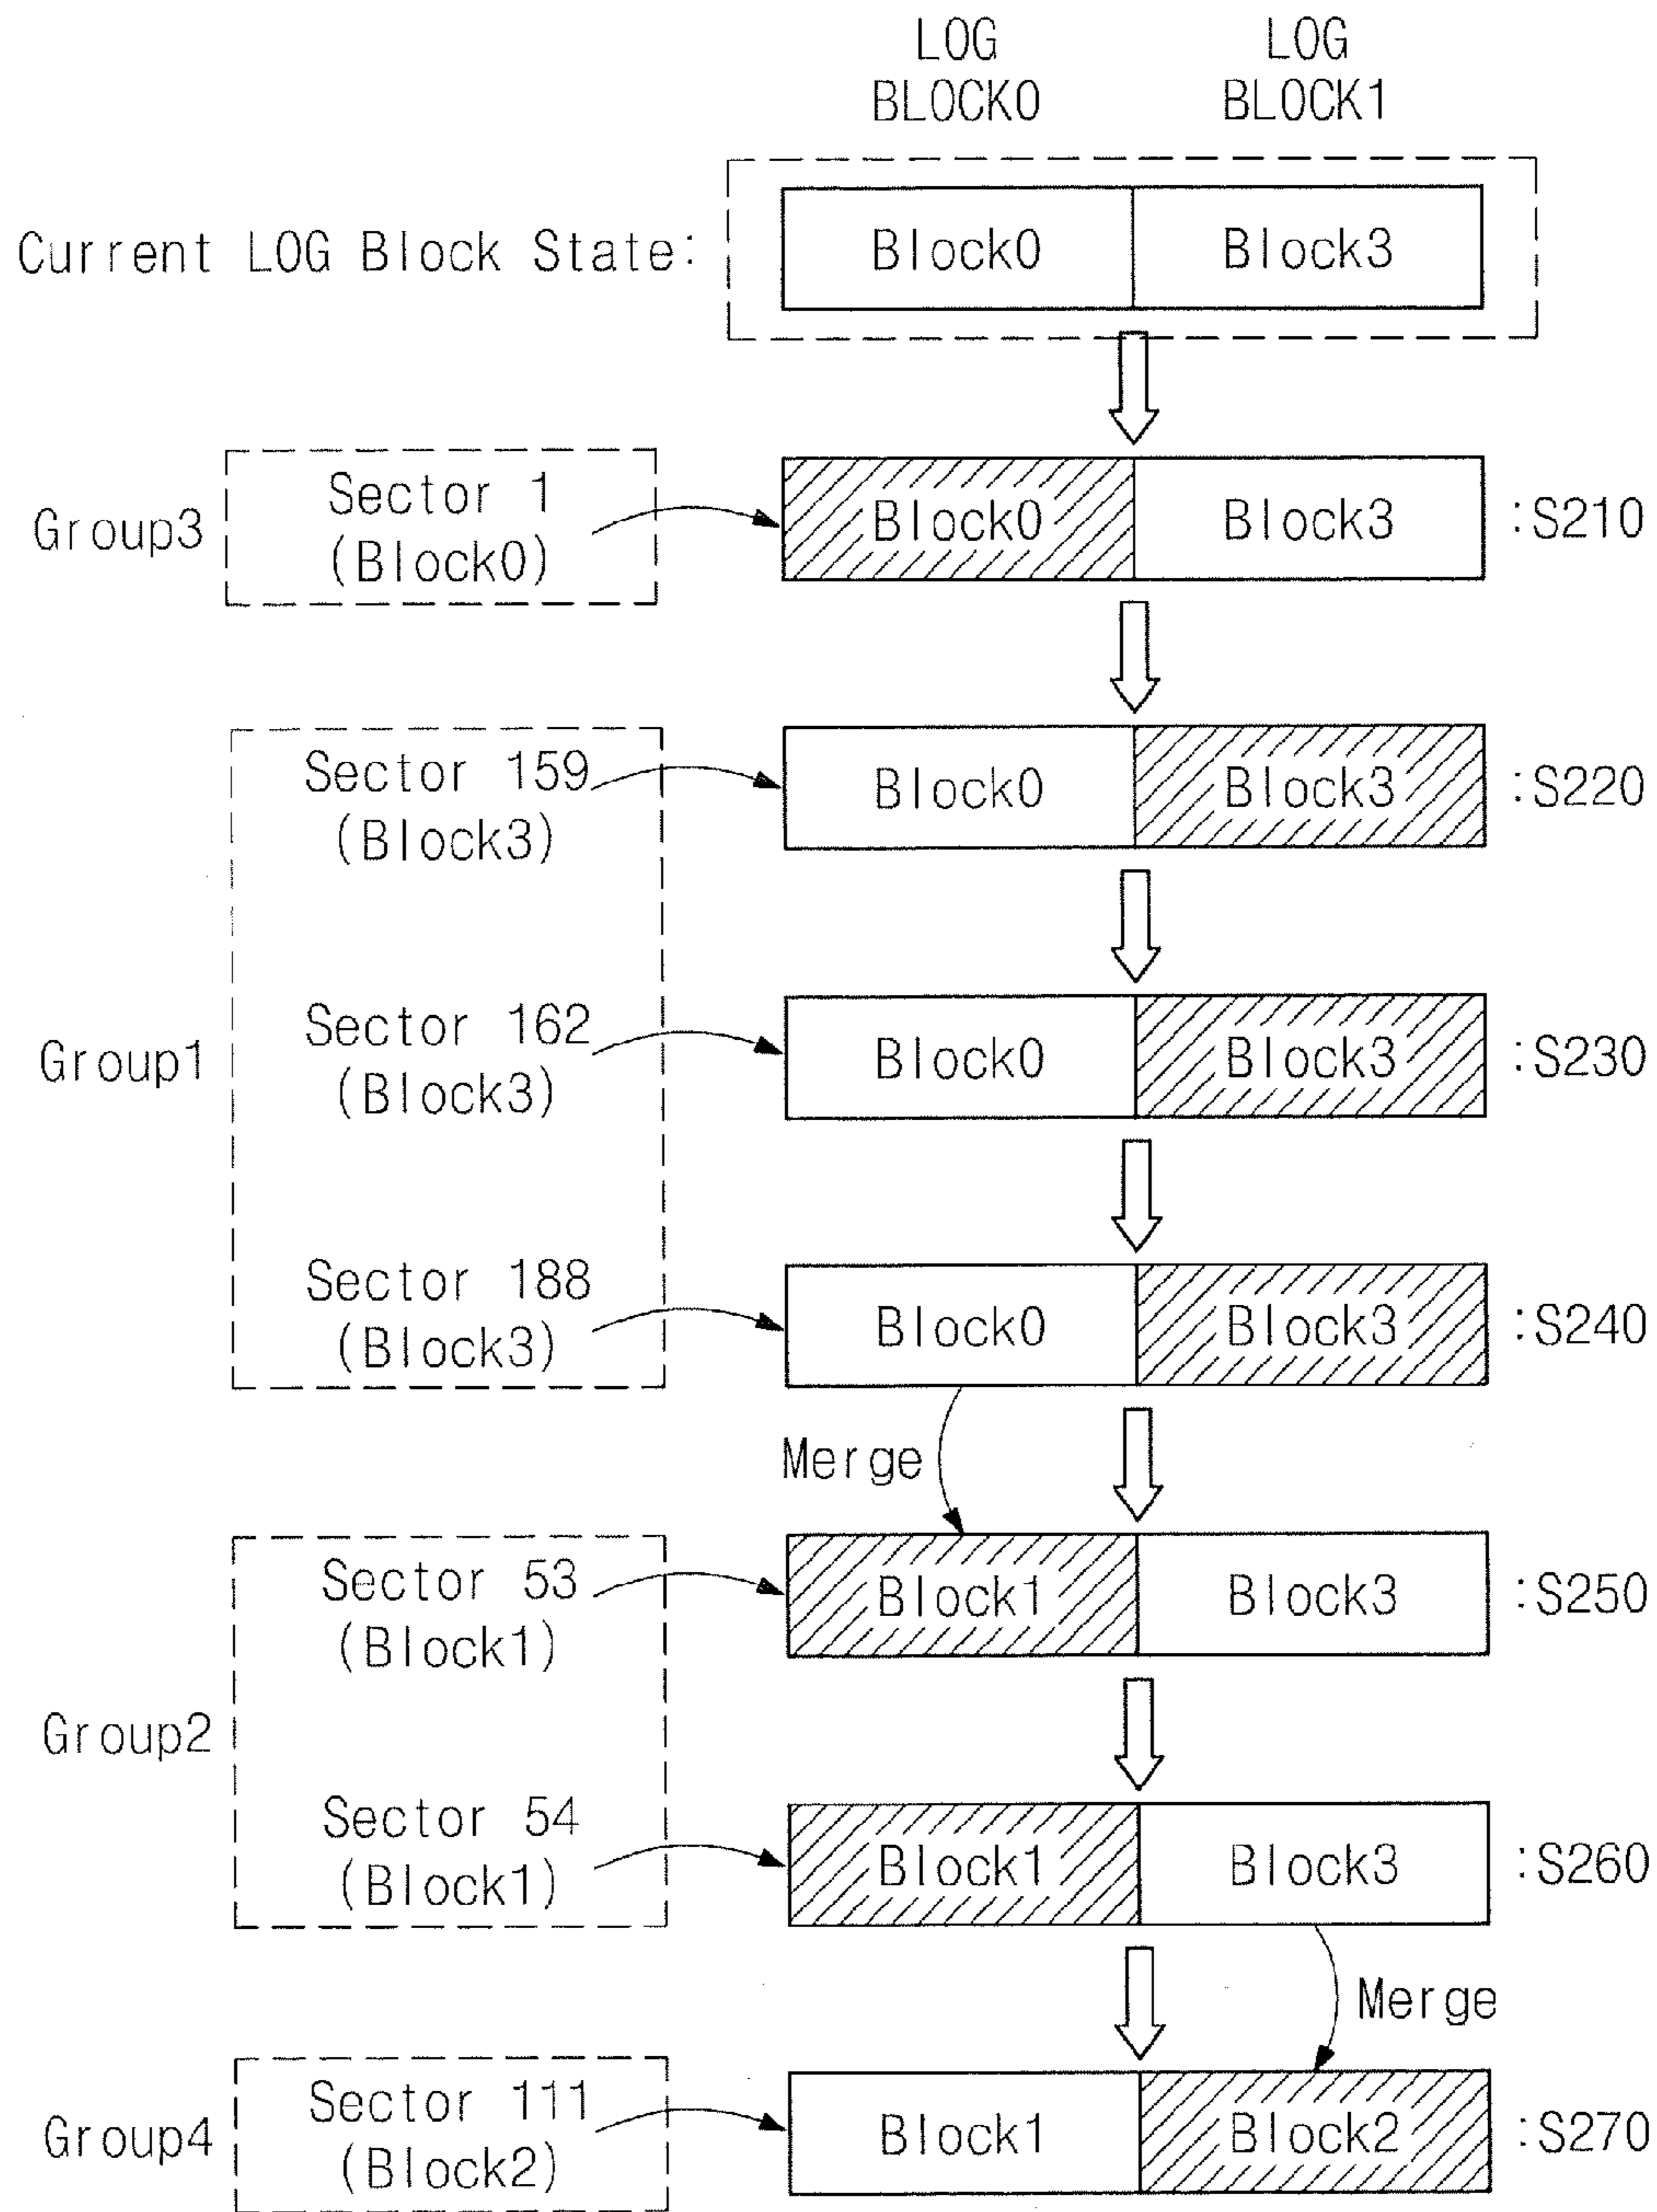 LOG
BLOCK0
LOG
BLOCK1
Current LOG Block State:
Block0
Block3
Group3
Sector 1
(Block0)
Block0
Block3
:S210
Sector 159
(Block3)
Block0
Block3
:S220
Group1
Sector 162
(Block3)
Block0
Block3
:S230
Sector 188
(Block3)
Block0
Block3
:S240
Merge
Sector 53
(Block1)
Block1
Block3
:S250
Group2
Sector 54
(Block1)
Block1
Block3
:S260
Merge
Group4
Sector 111
(Block2)
Block1
Block2
:S270